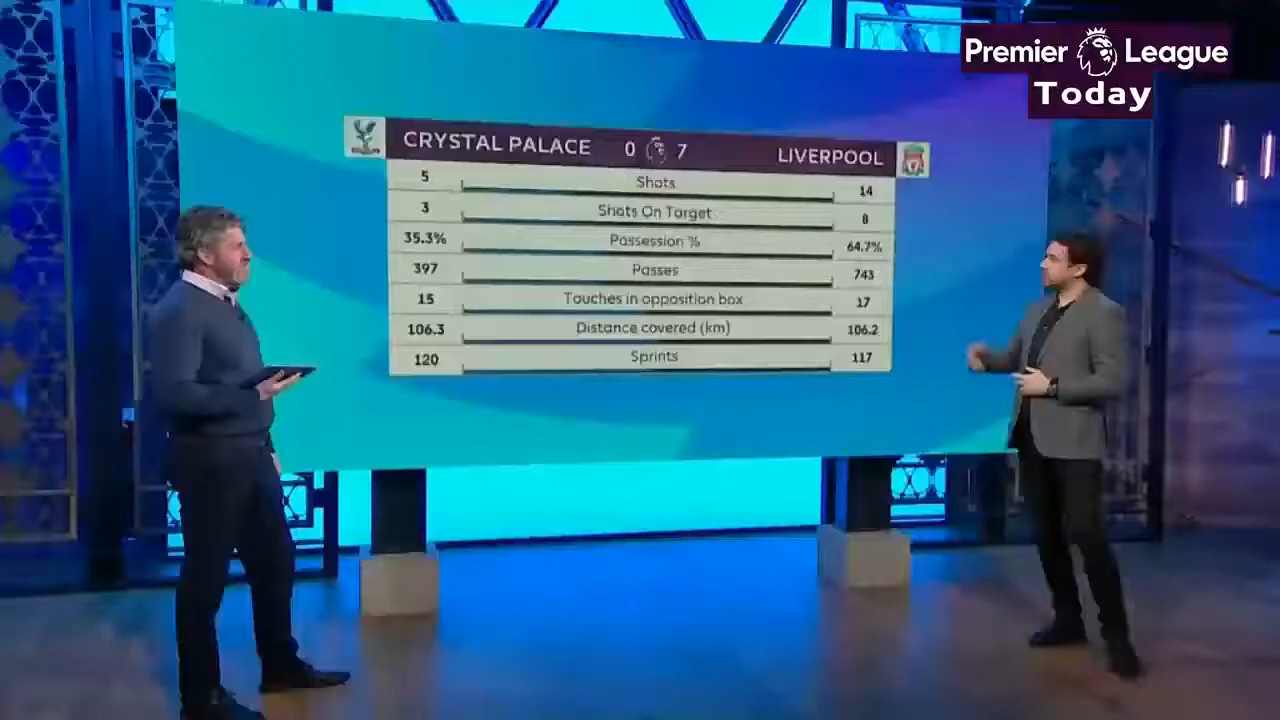 Premier League
Today
CRYSTAL PALACE 0 7 LIVERPOOL
5 Shots 14
3 Shots On Target 8
35.3% Possession % 64.7%
397 Passes 743
15 Touches in opposition box 17
106.3 Distance covered (km) 106.2
120 Sprints 117